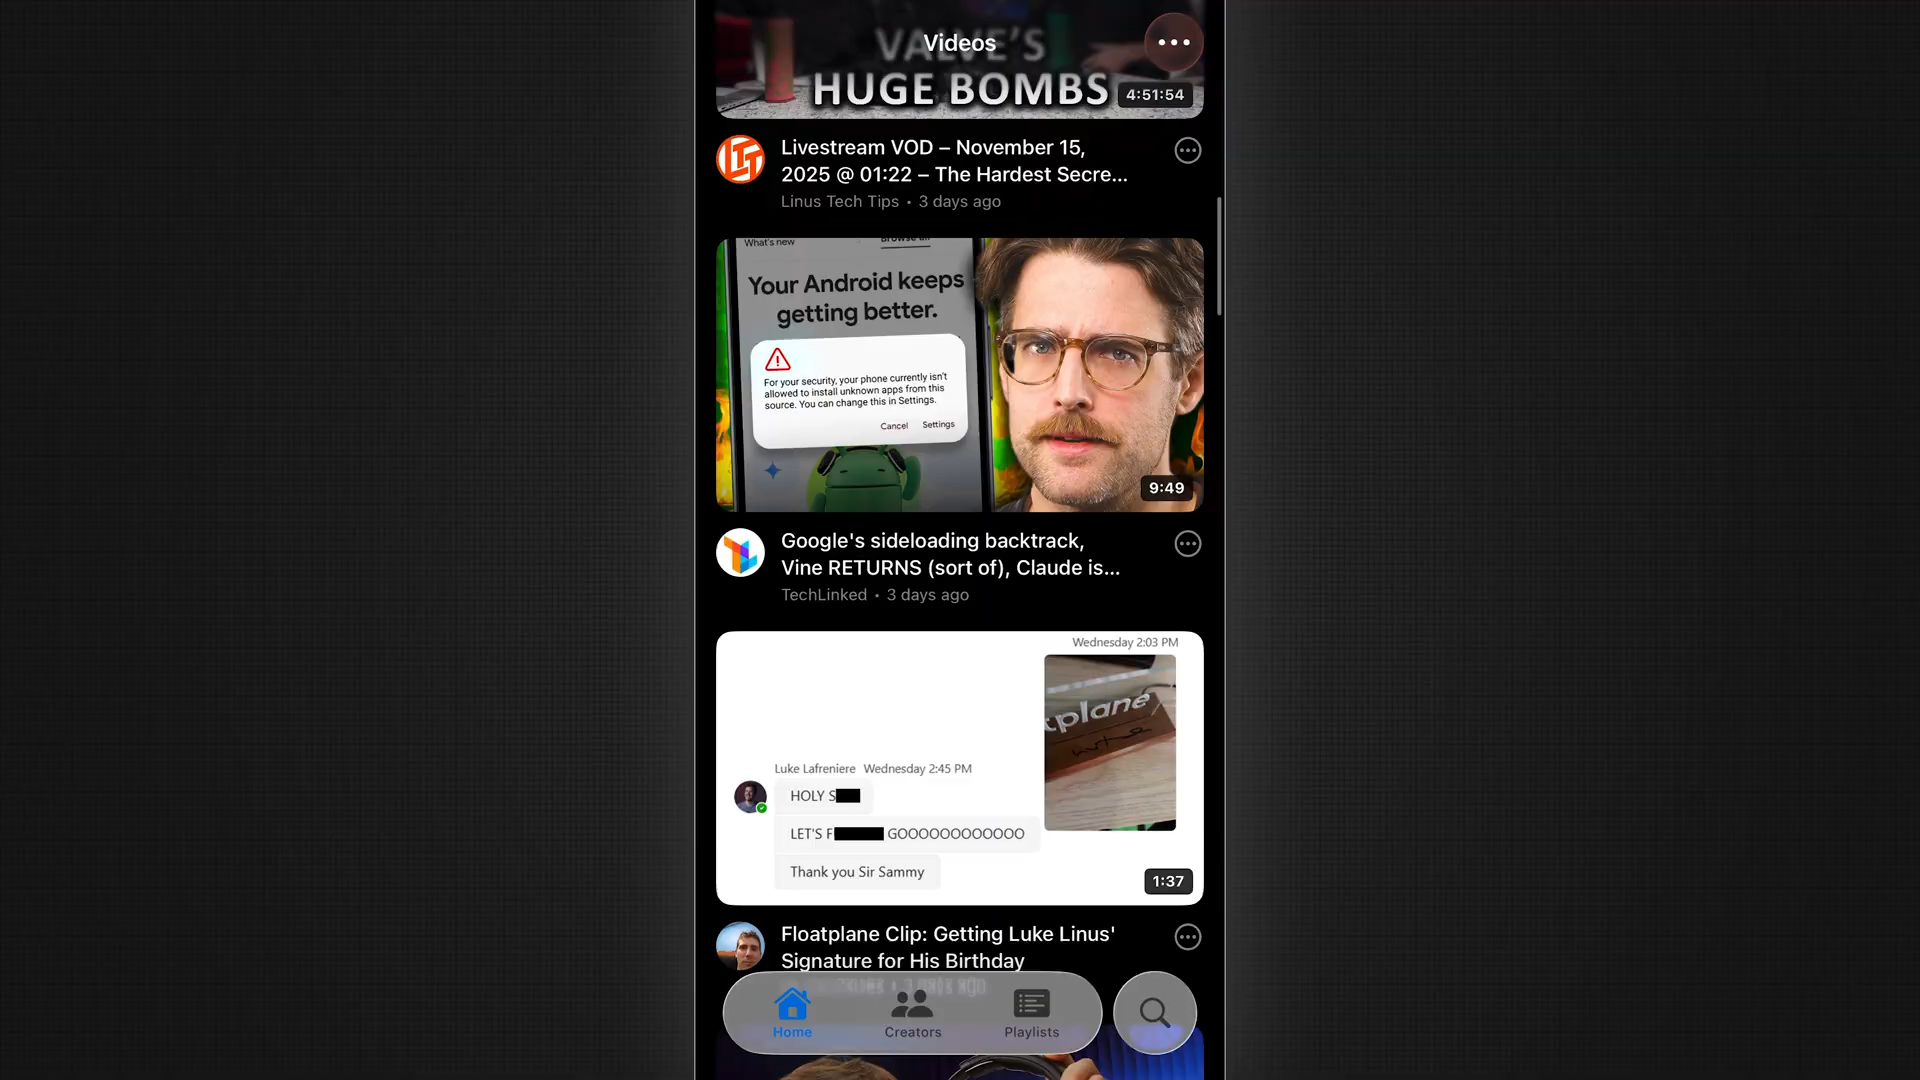 VALVE'S
Videos
HUGE BOMBS
4:51:54
LTT
Livestream VOD – November 15,
2025 @ 01:22 – The Hardest Secre...
Linus Tech Tips • 3 days ago
What's new
Browse all
Your Android keeps
getting better.
For your security, your phone currently isn't
allowed to install unknown apps from this
source. You can change this in Settings.
Cancel Settings
9:49
Google's sideloading backtrack,
Vine RETURNS (sort of), Claude is...
TechLinked • 3 days ago
Wednesday 2:03 PM
tplane
Luke Lafreniere Wednesday 2:45 PM
HOLY S
LET'S F GOOOOOOOOOOOO
Thank you Sir Sammy
1:37
Floatplane Clip: Getting Luke Linus'
Signature for His Birthday
Home
Creators
Playlists